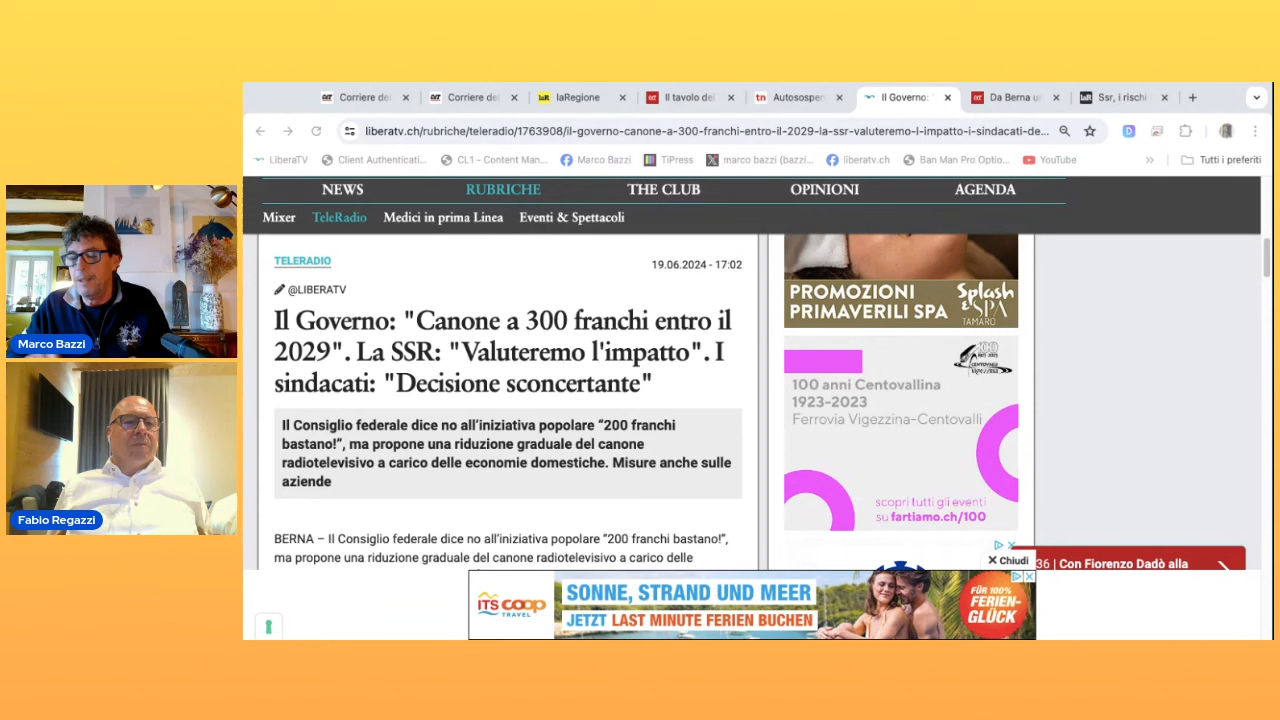 Corriere de
Corriere de
laRegione
Il tavolo de
Autosospen
Il Governo:
Da Berna u
Ssr, i rischi
liberatv.ch/rubriche/teleradio/1763908/il-governo-canone-a-300-franchi-entro-il-2029-la-ssr-valuteremo-l-impatto-i-sindacati-de...
LiberaTV
Client Authenticati...
CL1 - Content Man...
Marco Bazzi
TiPress
marco bazzi (bazzi...
liberatv.ch
Ban Man Pro Optio...
YouTube
Tutti i preferiti
NEWS
RUBRICHE
THE CLUB
OPINIONI
AGENDA
Mixer
TeleRadio
Medici in prima Linea
Eventi & Spettacoli
TELERADIO
19.06.2024 - 17:02
@LIBERATV
Il Governo: "Canone a 300 franchi entro il
2029". La SSR: "Valuteremo l'impatto". I
sindacati: "Decisione sconcertante"
Il Consiglio federale dice no all’iniziativa popolare “200 franchi
bastano!”, ma propone una riduzione graduale del canone
radiotelevisivo a carico delle economie domestiche. Misure anche sulle
aziende
BERNA – Il Consiglio federale dice no all’iniziativa popolare “200 franchi bastano!”,
ma propone una riduzione graduale del canone radiotelevisivo a carico delle
PROMOZIONI
PRIMAVERILI SPA
Splash
& SPA
TAMARO
100 anni Centovallina
1923-2023
Ferrovia Vigezzina-Centovalli
scopri tutti gli eventi
su fartiamo.ch/100
Chiudi
36 | Con Fiorenzo Dadò alla
ITS COOP
TRAVEL
SONNE, STRAND UND MEER
JETZT LAST MINUTE FERIEN BUCHEN
FÜR 100%
FERIEN-
GLÜCK
Marco Bazzi
Fabio Regazzi